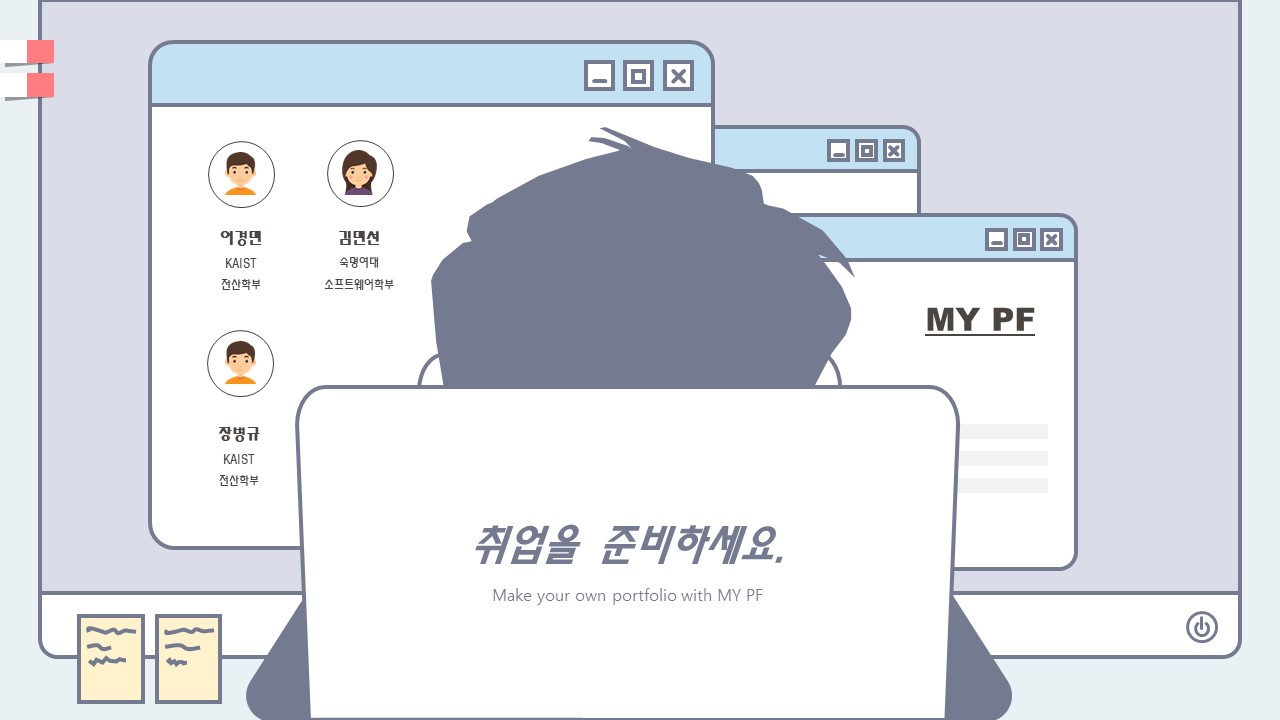 어경면
KAIST
전산학부
김민선
숙명여대
소프트웨어학부
장병규
KAIST
전산학부
MY PF
취업을 준비하세요.
Make your own portfolio with MY PF